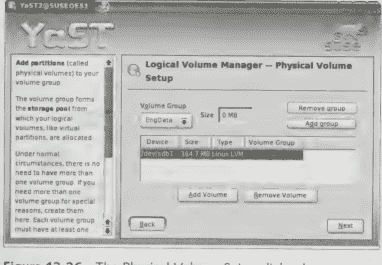 YaST2@SUSEOES3
YaST
SUSE
Add partitions (called
physical volumes) to your
volume group
The volume group forms
the storage pool from
which your logical
volumes, like virtual
partitions, are allocated
Under normal
circumstances, there is no
need to have more than
one volume group. If you
need more than one
volume group for special
reasons, create them
here. Each volume group
must have at least one
Logical Volume Manager -- Physical Volume
Setup
Volume Group
EngData
Size
0 MB
Remove group
Add group
Device Size Type Volume Group
/dev/sdb1 164.7 MB Linux LVM
Add Volume
Remove Volume
Back
Next
The Physical Volume Setup